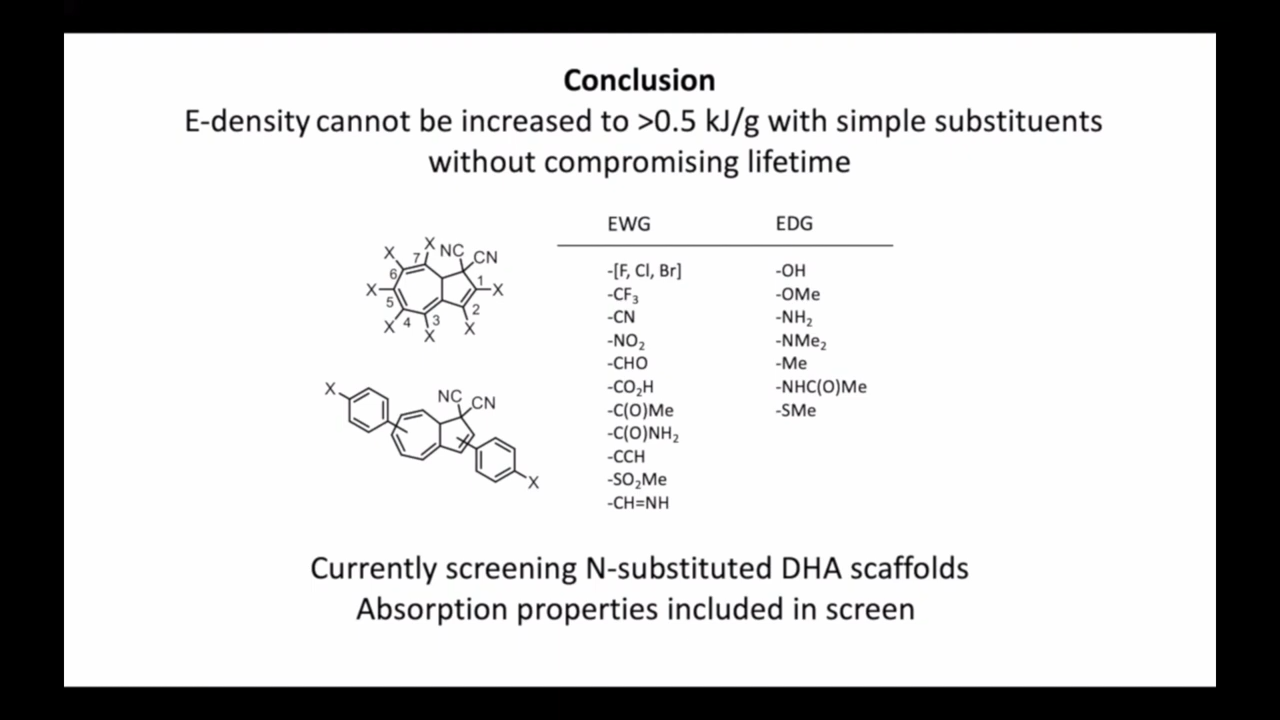 Conclusion
E-density cannot be increased to >0.5 kJ/g with simple substituents
without compromising lifetime
EWG EDG
X X NC CN
7
6 1
X X
5 2
X 4 3 X
X
-[F, Cl, Br] -OH
-CF₃ -OMe
-CN -NH₂
-NO₂ -NMe₂
-CHO -Me
-CO₂H -NHC(O)Me
-C(O)Me -SMe
-C(O)NH₂
-CCH
-SO₂Me
-CH=NH
X NC CN
X
Currently screening N-substituted DHA scaffolds
Absorption properties included in screen